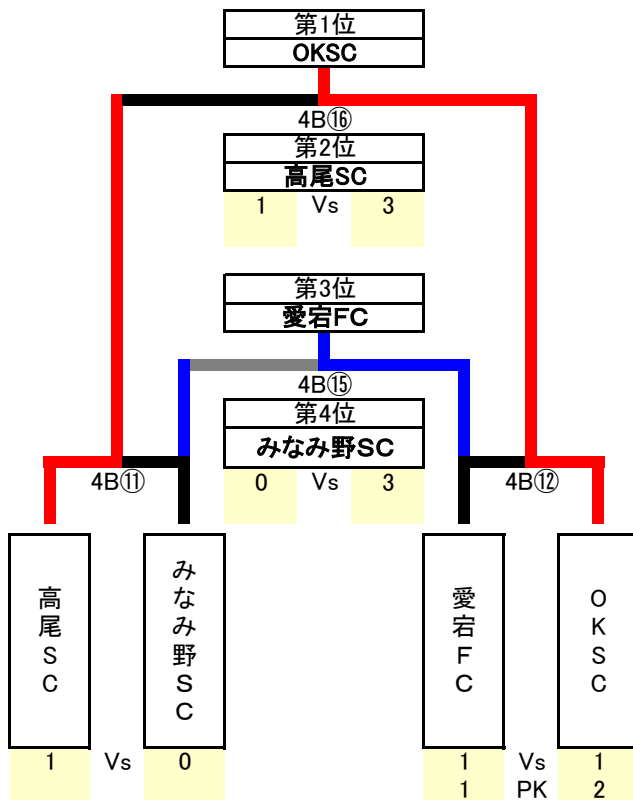 第1位
OKSC
4B⑯
第2位
高尾SC
1 Vs 3
第3位
愛宕FC
4B⑮
第4位
みなみ野SC
0 Vs 3
4B⑪
4B⑫
高尾SC
みなみ野SC
愛宕FC
OKSC
1 Vs 0
1 Vs 1
1 PK 2